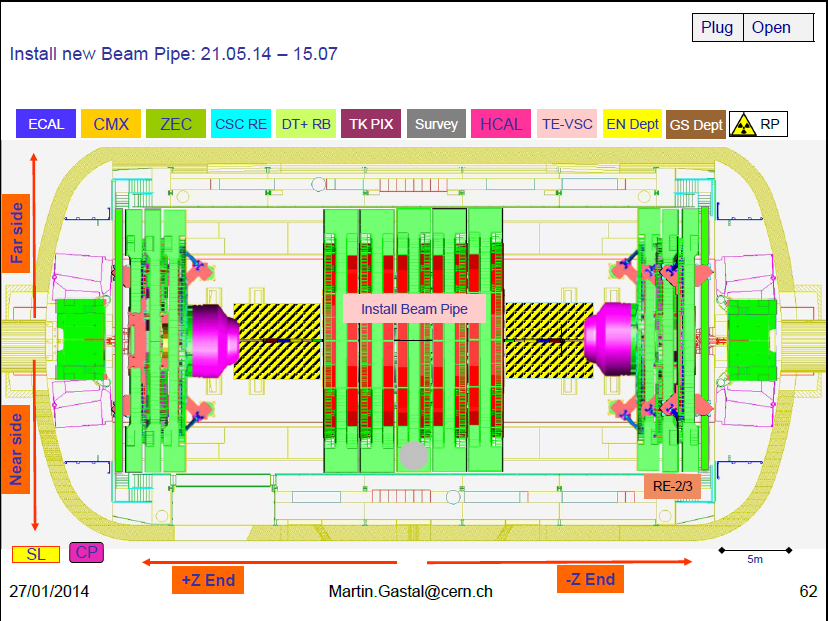 Plug Open
Install new Beam Pipe: 21.05.14 – 15.07
ECAL CMX ZEC CSC RE DT+ RB TK PIX Survey HCAL TE-VSC EN Dept GS Dept RP
Far side
Install Beam Pipe
Near side
RE-2/3
SL CP
5m
+Z End -Z End
27/01/2014 Martin.Gastal@cern.ch 62